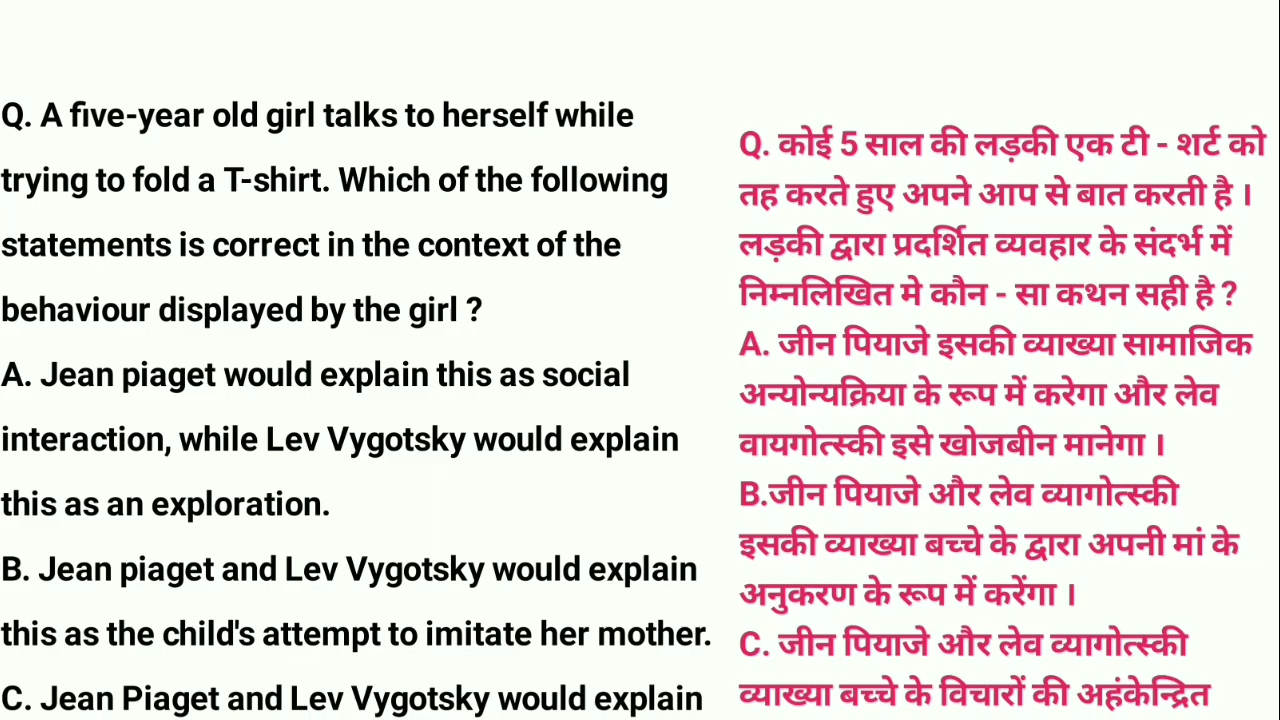 Q. A five-year old girl talks to herself while
trying to fold a T-shirt. Which of the following
statements is correct in the context of the
behaviour displayed by the girl ?
A. Jean piaget would explain this as social
interaction, while Lev Vygotsky would explain
this as an exploration.
B. Jean piaget and Lev Vygotsky would explain
this as the child's attempt to imitate her mother.
C. Jean Piaget and Lev Vygotsky would explain
Q. कोई 5 साल की लड़की एक टी - शर्ट को
तह करते हुए अपने आप से बात करती है ।
लड़की द्वारा प्रदर्शित व्यवहार के संदर्भ में
निम्नलिखित मे कौन - सा कथन सही है ?
A. जीन पियाजे इसकी व्याख्या सामाजिक
अन्योन्यक्रिया के रूप में करेगा और लेव
वायगोत्स्की इसे खोजबीन मानेगा ।
B.जीन पियाजे और लेव व्यागोत्स्की
इसकी व्याख्या बच्चे के द्वारा अपनी मां के
अनुकरण के रूप में करेंगा ।
C. जीन पियाजे और लेव व्यागोत्स्की
व्याख्या बच्चे के विचारों की अहंकेन्द्रित